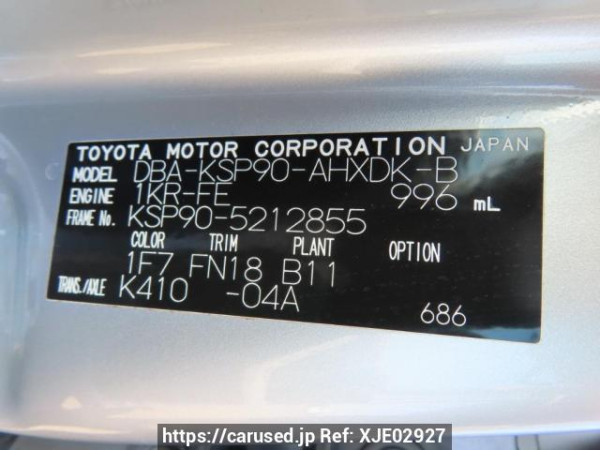 TOYOTA MOTOR CORPORATION JAPAN
MODEL DBA-KSP90-AHXDK-B
ENGINE 1KR-FE 996 mL
FRAME No. KSP90-5212855
COLOR TRIM PLANT OPTION
1F7 FN18 B11
TRANS./AXLE K410 -04A
686
https://carused.jp Ref: XJE02927